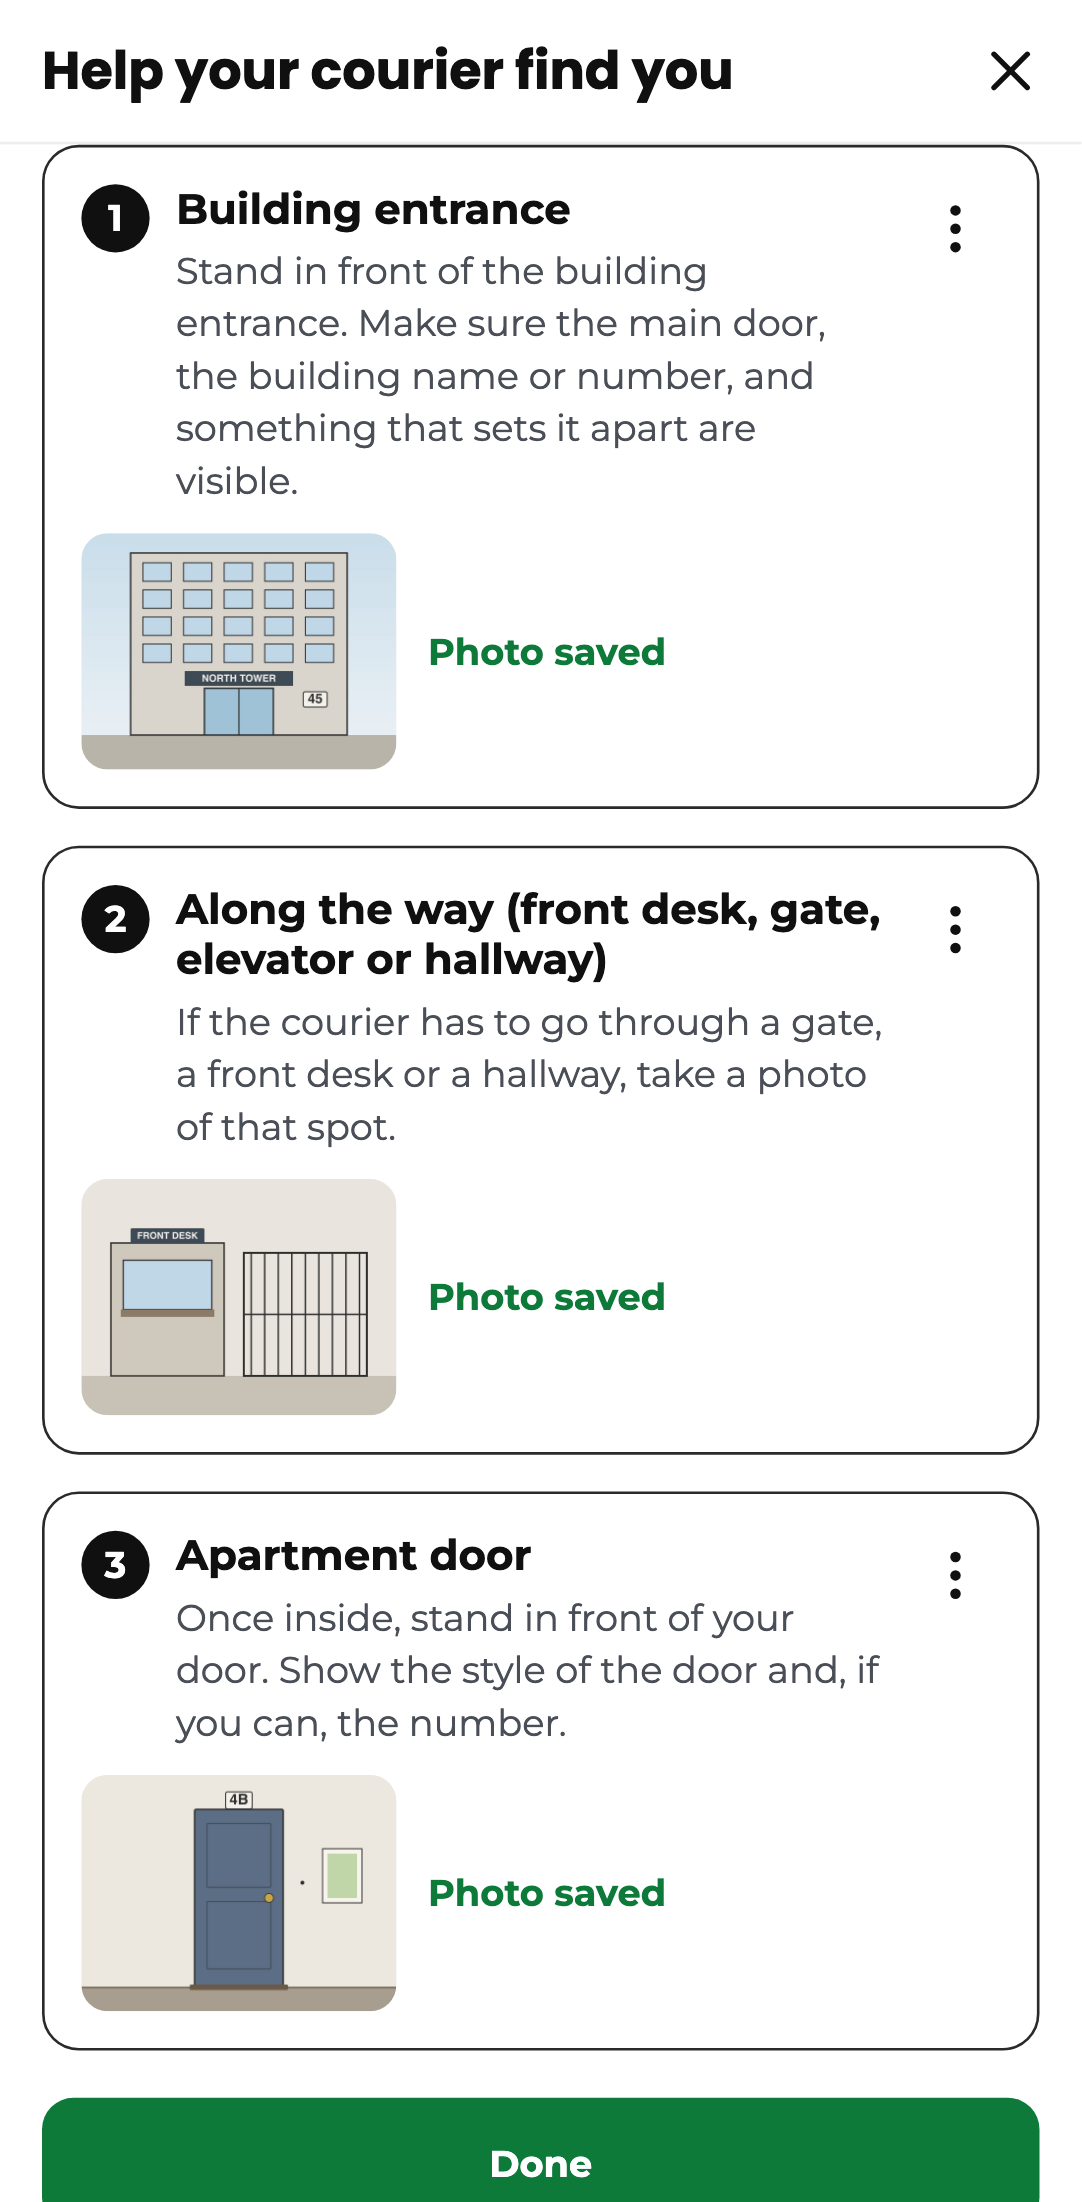 Help your courier find you
1
Building entrance
Stand in front of the building
entrance. Make sure the main door,
the building name or number, and
something that sets it apart are
visible.
NORTH TOWER
45
Photo saved
2
Along the way (front desk, gate,
elevator or hallway)
If the courier has to go through a gate,
a front desk or a hallway, take a photo
of that spot.
FRONT DESK
Photo saved
3
Apartment door
Once inside, stand in front of your
door. Show the style of the door and, if
you can, the number.
4B
Photo saved
Done